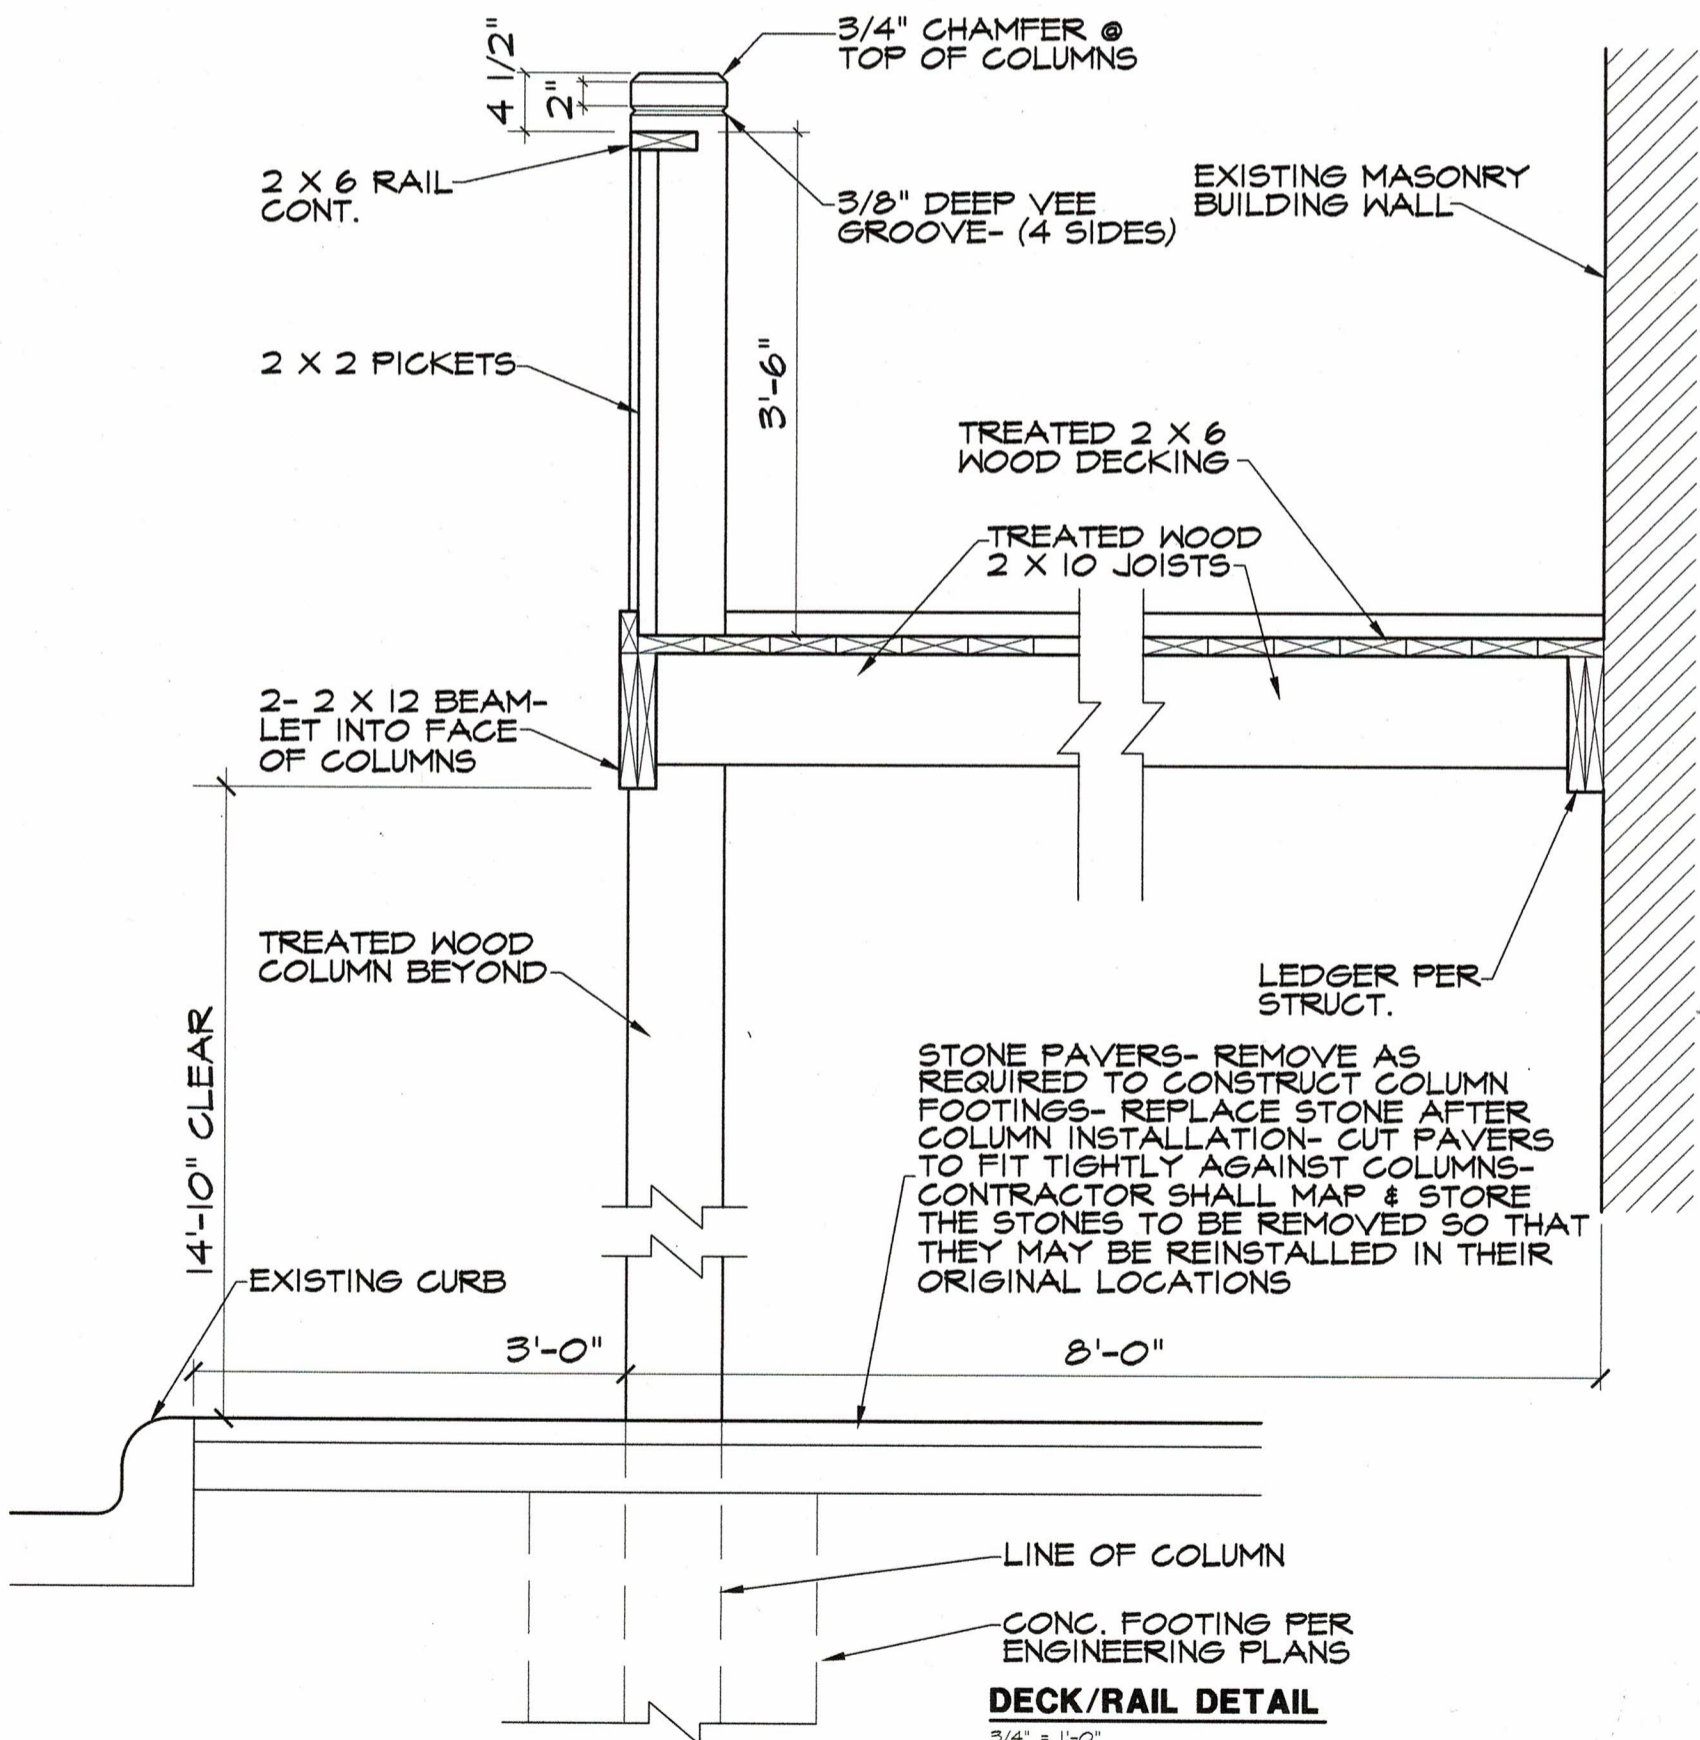 3/4" CHAMFER @
TOP OF COLUMNS
4 1/2"
2"
2 X 6 RAIL
CONT.
3/8" DEEP VEE
GROOVE- (4 SIDES)
EXISTING MASONRY
BUILDING WALL
2 X 2 PICKETS
3'-6"
TREATED 2 X 6
WOOD DECKING
TREATED WOOD
2 X 10 JOISTS
2- 2 X 12 BEAM-
LET INTO FACE
OF COLUMNS
TREATED WOOD
COLUMN BEYOND
LEDGER PER
STRUCT.
14'-10" CLEAR
STONE PAVERS- REMOVE AS
REQUIRED TO CONSTRUCT COLUMN
FOOTINGS- REPLACE STONE AFTER
COLUMN INSTALLATION- CUT PAVERS
TO FIT TIGHTLY AGAINST COLUMNS-
CONTRACTOR SHALL MAP & STORE
THE STONES TO BE REMOVED SO THAT
THEY MAY BE REINSTALLED IN THEIR
ORIGINAL LOCATIONS
EXISTING CURB
3'-0"
8'-0"
LINE OF COLUMN
CONC. FOOTING PER
ENGINEERING PLANS
DECK/RAIL DETAIL
3/4" = 1'-0"